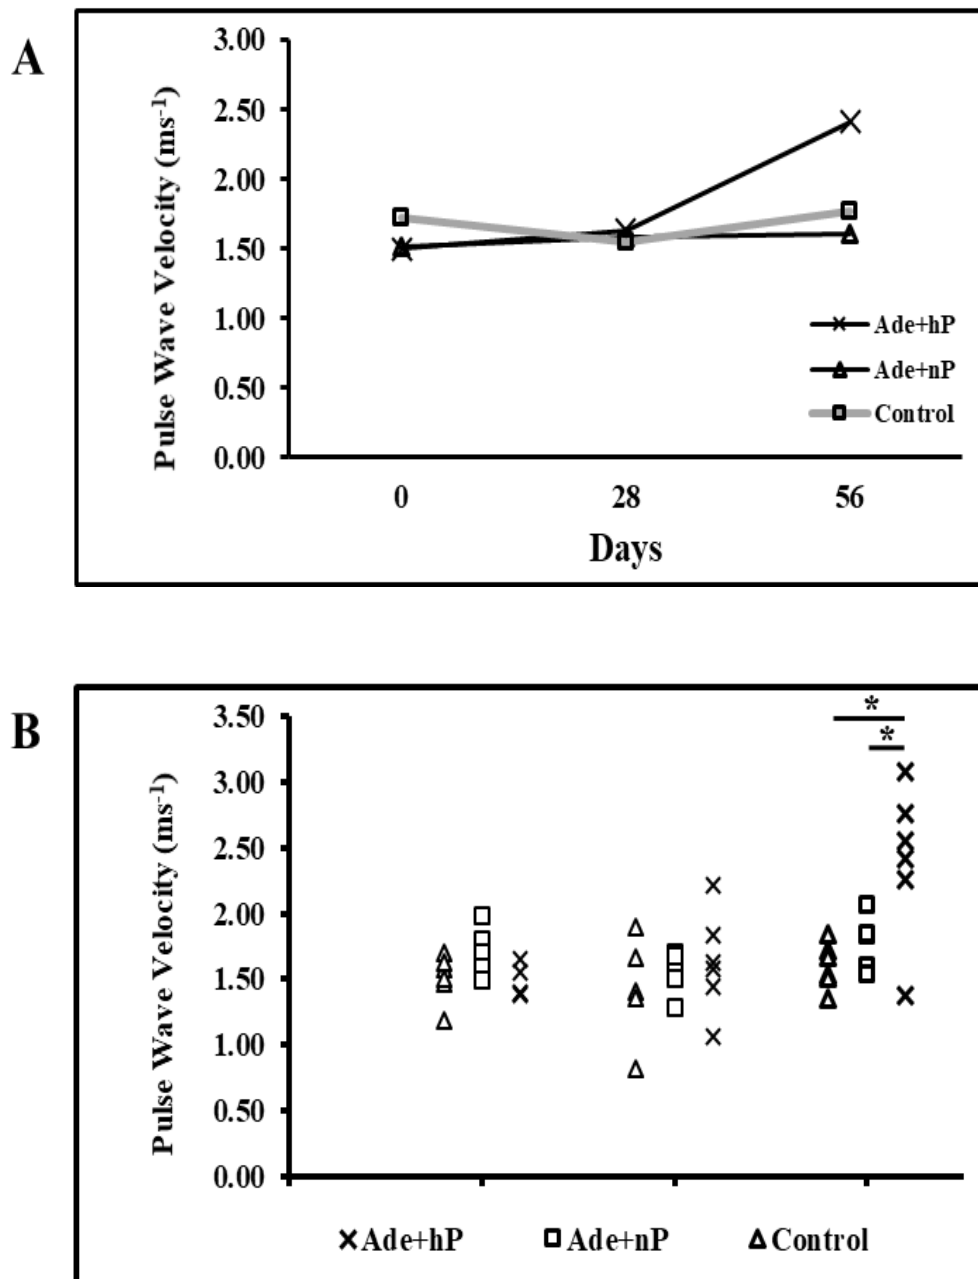 A
3.00
2.50
2.00
1.50
1.00
0.50
0.00
Pulse Wave Velocity (ms⁻¹)
Ade+hP
Ade+nP
Control
0 28 56
Days
B
3.50
3.00
2.50
2.00
1.50
1.00
0.50
0.00
Pulse Wave Velocity (ms⁻¹)
*
*
Ade+hP Ade+nP Control